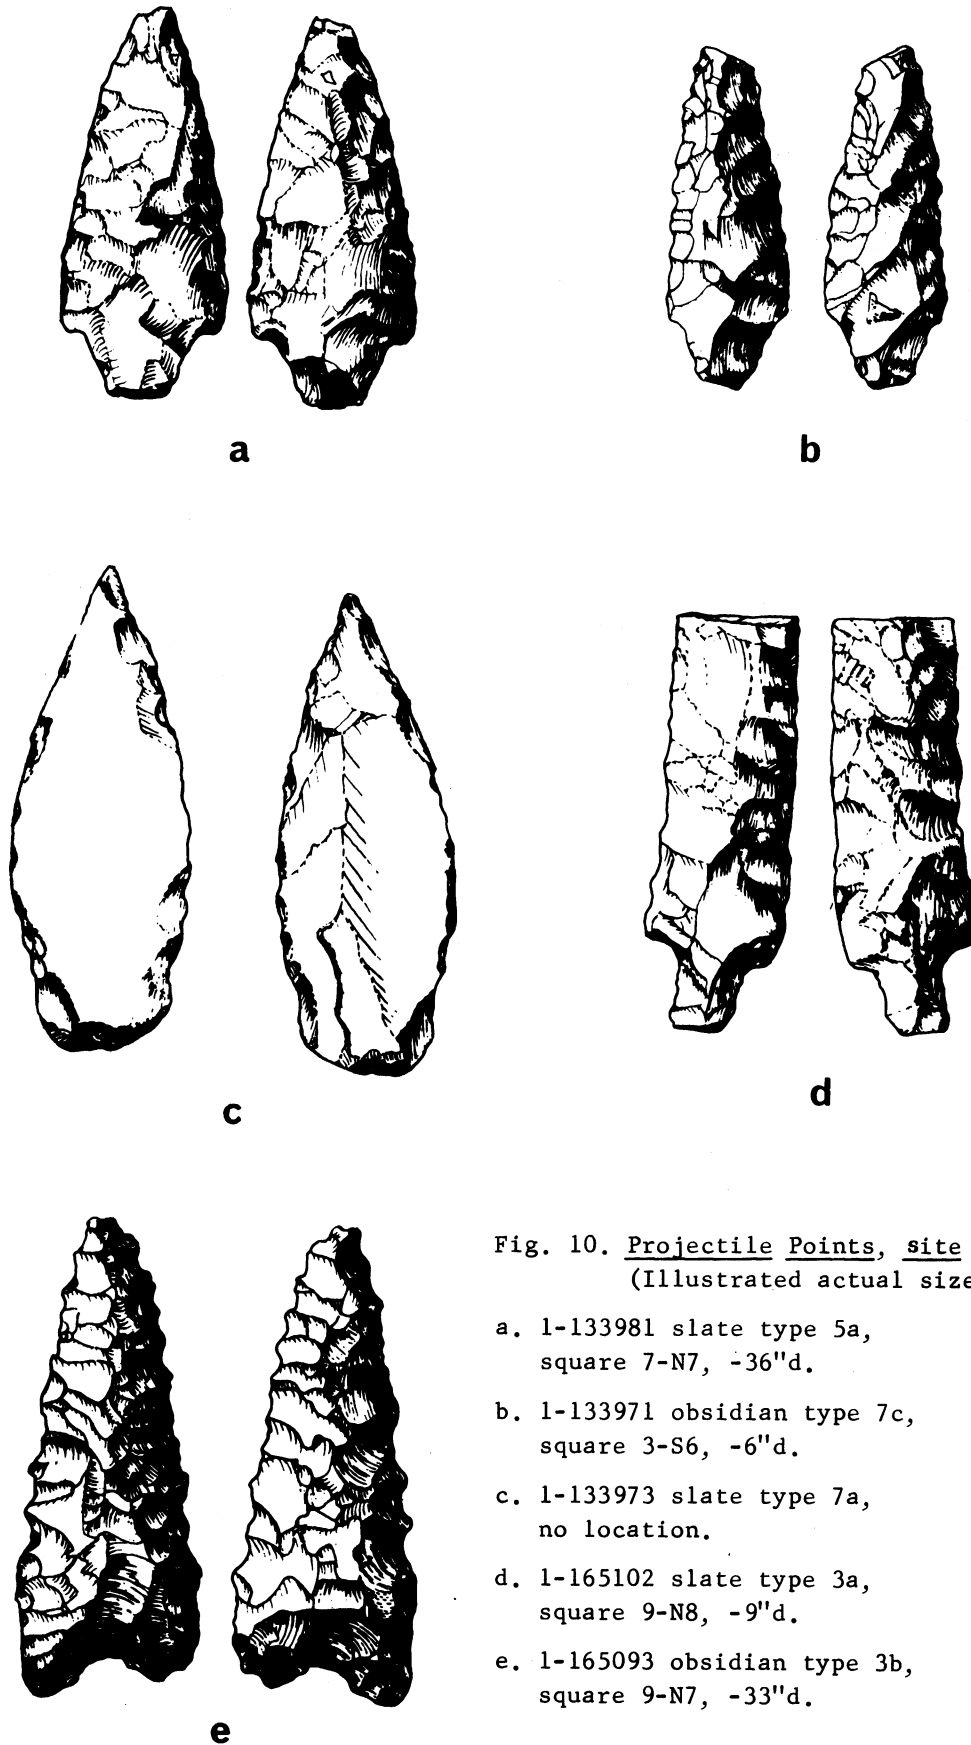 a
b
c
d
e
Fig. 10. Projectile Points, site
(Illustrated actual size
a. 1-133981 slate type 5a,
square 7-N7, -36"d.
b. 1-133971 obsidian type 7c,
square 3-S6, -6"d.
c. 1-133973 slate type 7a,
no location.
d. 1-165102 slate type 3a,
square 9-N8, -9"d.
e. 1-165093 obsidian type 3b,
square 9-N7, -33"d.